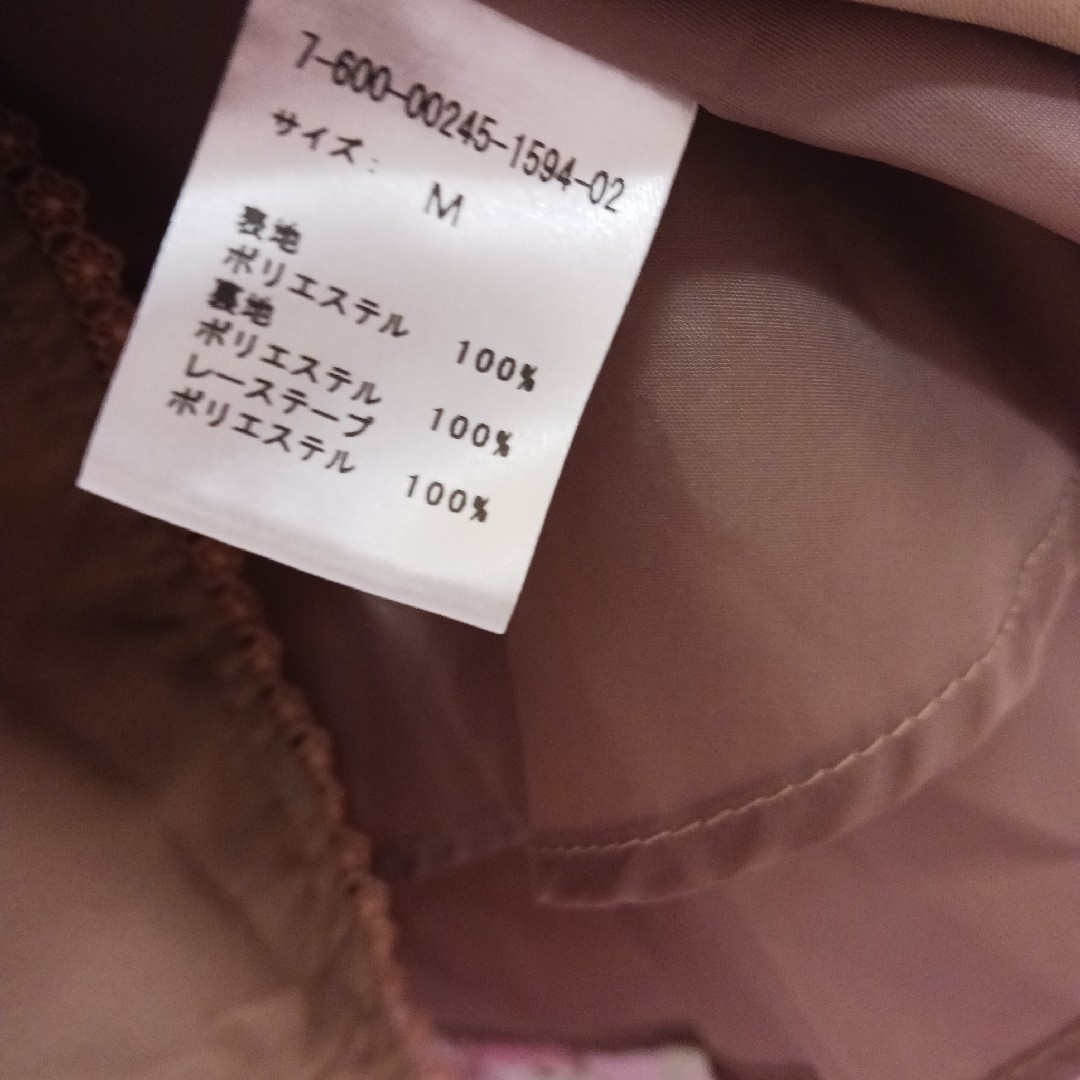 7-600-00245-1594-02
サイズ:
M
表地
ポリエステル 100%
裏地
ポリエステル 100%
レーステープ
ポリエステル 100%